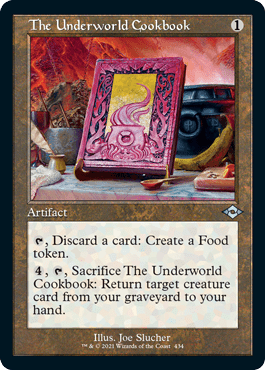 The Underworld Cookbook 1
Artifact
, Discard a card: Create a Food
token.
4, , Sacrifice The Underworld
Cookbook: Return target creature
card from your graveyard to your
hand.
Illus. Joe Slucher
™ & © 2021 Wizards of the Coast 434